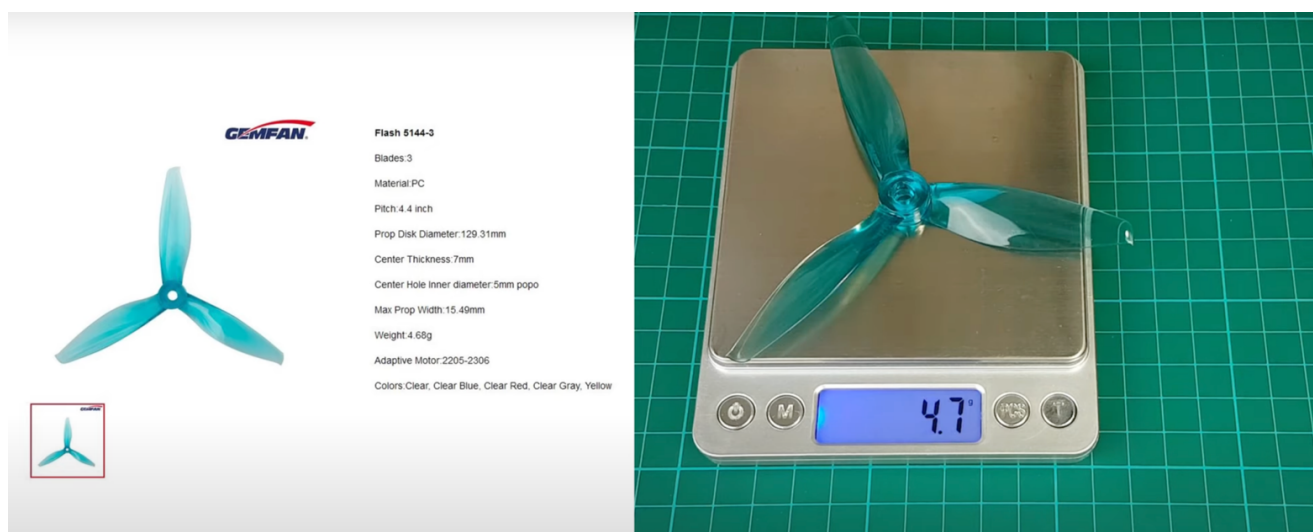 GEMFAN
Flash 5144-3
Blades:3
Material:PC
Pitch:4.4 inch
Prop Disk Diameter:129.31mm
Center Thickness:7mm
Center Hole Inner diameter:5mm popo
Max Prop Width:15.49mm
Weight:4.68g
Adaptive Motor:2205-2306
Colors:Clear, Clear Blue, Clear Red, Clear Gray, Yellow
GEMFAN
4.7 g
M PCS T